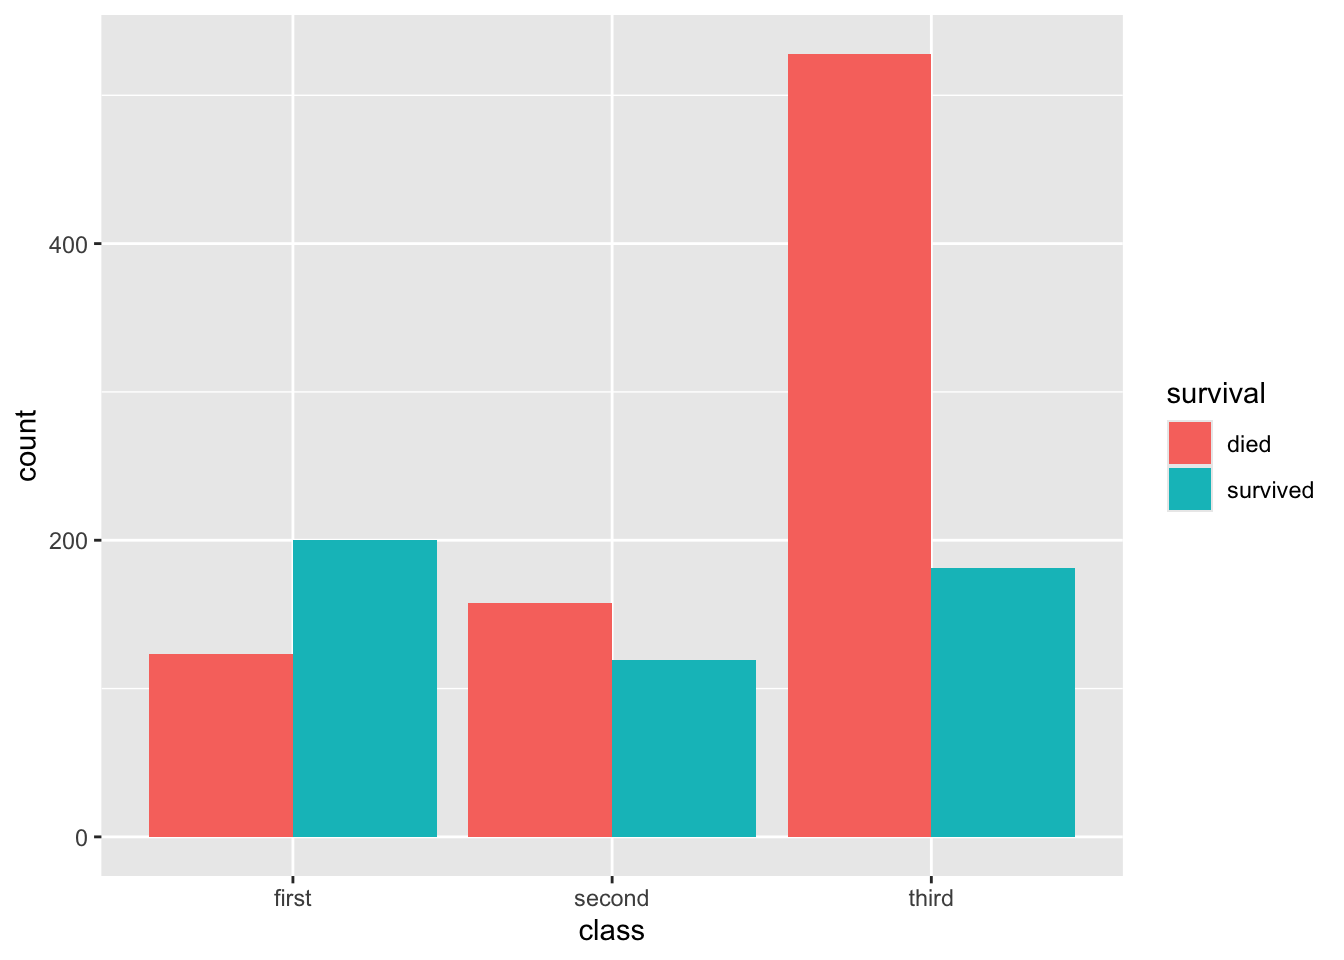 count
400
200
0
first
second
third
class
survival
died
survived